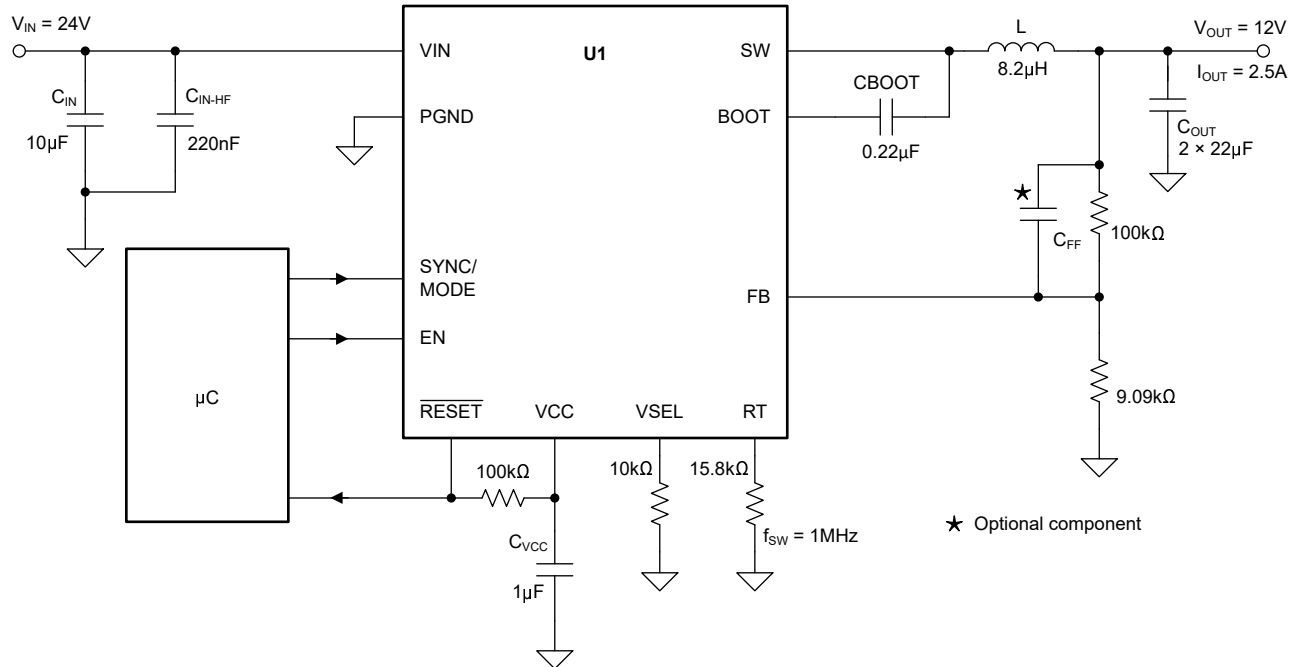 V_IN = 24V
C_IN
10µF
C_IN-HF
220nF
VIN
U1
SW
PGND
BOOT
CBOOT
0.22µF
L
8.2µH
V_OUT = 12V
I_OUT = 2.5A
C_OUT
2 × 22µF
★
C_FF
100kΩ
SYNC/
MODE
FB
EN
µC
9.09kΩ
RESET
VCC
VSEL
RT
100kΩ
10kΩ
15.8kΩ
f_SW = 1MHz
C_VCC
1µF
★ Optional component